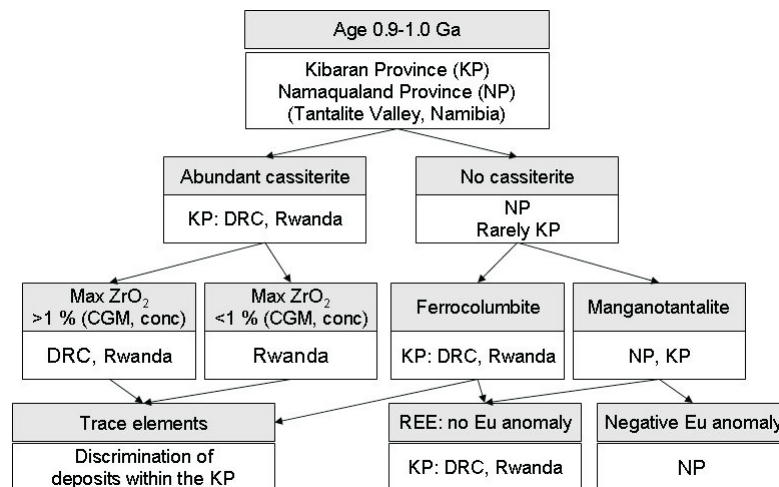 Age 0.9-1.0 Ga
Kibaran Province (KP)
Namaqualand Province (NP)
(Tantalite Valley, Namibia)
Abundant cassiterite
KP: DRC, Rwanda
No cassiterite
NP
Rarely KP
Max ZrO₂
>1 % (CGM, conc)
DRC, Rwanda
Max ZrO₂
<1 % (CGM, conc)
Rwanda
Ferrocolumbite
KP: DRC, Rwanda
Manganotantalite
NP, KP
Trace elements
Discrimination of
deposits within the KP
REE: no Eu anomaly
KP: DRC, Rwanda
Negative Eu anomaly
NP